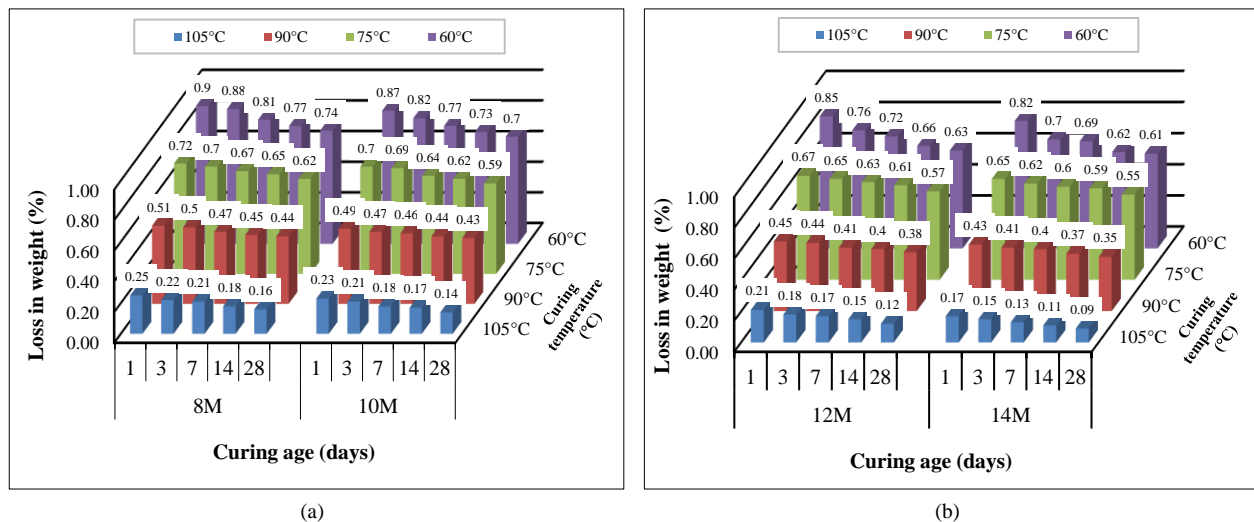 (a)
105°C 90°C 75°C 60°C
0.9 0.88 0.81 0.77 0.74 0.87 0.82 0.77 0.73 0.7
0.72 0.7 0.67 0.65 0.62 0.7 0.69 0.64 0.62 0.59
0.51 0.5 0.47 0.45 0.44 0.49 0.47 0.46 0.44 0.43
0.25 0.22 0.21 0.18 0.16 0.23 0.21 0.18 0.17 0.14
1.00
0.80
0.60
0.40
0.20
0.00
Loss in weight (%)
60°C
75°C
90°C
105°C
Curing
temperature
(°C)
1 3 7 14 28 1 3 7 14 28
8M 10M
Curing age (days)
(a)
(b)
105°C 90°C 75°C 60°C
0.85 0.76 0.72 0.66 0.63 0.82 0.7 0.69 0.62 0.61
0.67 0.65 0.63 0.61 0.57 0.65 0.62 0.6 0.59 0.55
0.45 0.44 0.41 0.4 0.38 0.43 0.41 0.4 0.37 0.35
0.21 0.18 0.17 0.15 0.12 0.17 0.15 0.13 0.11 0.09
1.00
0.80
0.60
0.40
0.20
0.00
Loss in weight (%)
60°C
75°C
90°C
105°C
Curing
temperature
(°C)
1 3 7 14 28 1 3 7 14 28
12M 14M
Curing age (days)
(b)